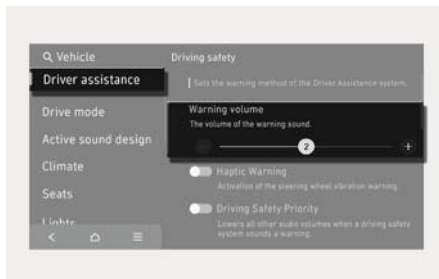 Vehicle
Driving safety
Driver assistance
Sets the warning method of the Driver Assistance system.
Drive mode
Warning volume
The volume of the warning sound.
2
Active sound design
Climate
Haptic Warning
Activation of the steering wheel vibration warning.
Seats
Driving Safety Priority
Lowers all other audio volumes when a driving safety
system sounds a warning.
Lights